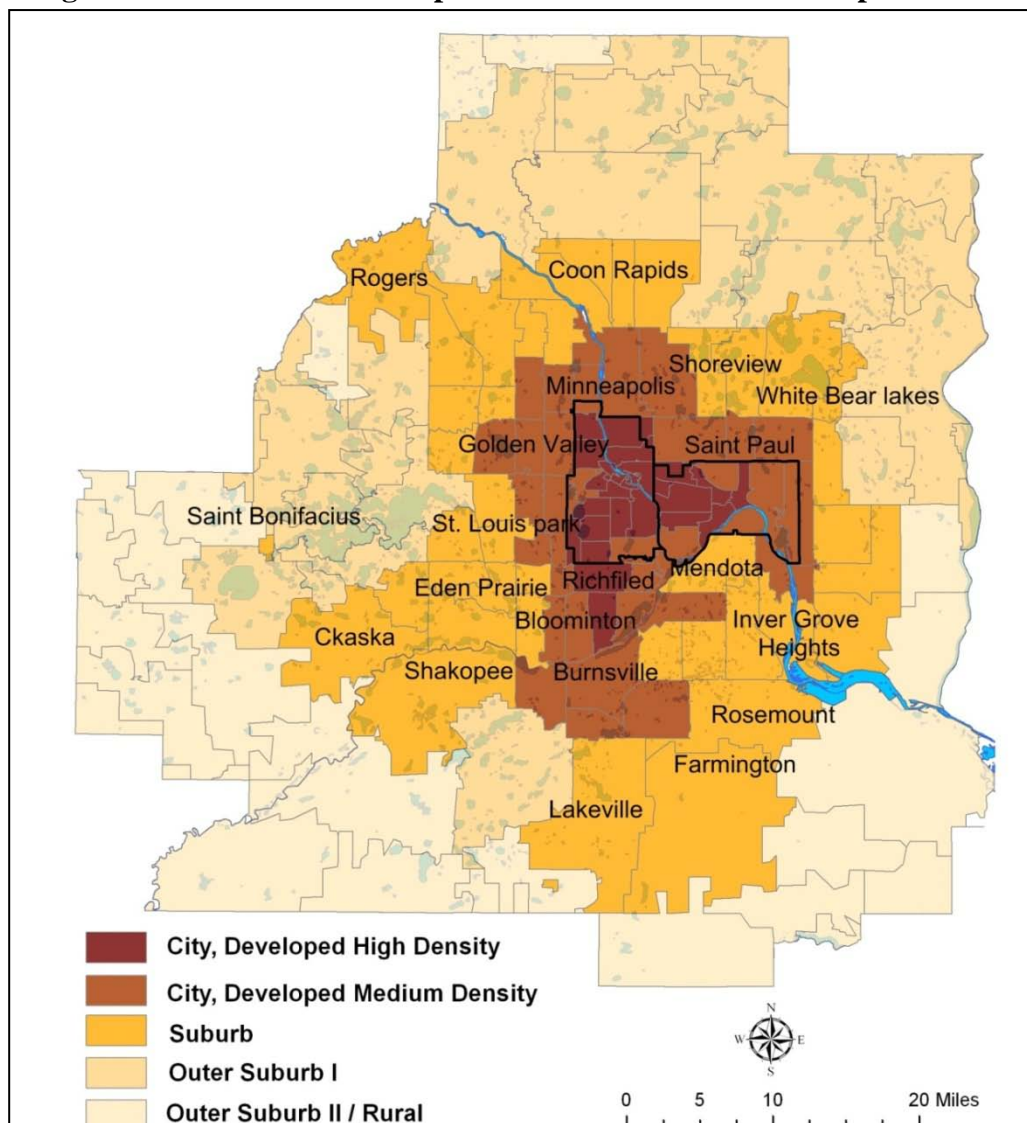 Rogers
Coon Rapids
Shoreview
Minneapolis
White Bear lakes
Golden Valley
Saint Paul
Saint Bonifacius
St. Louis park
Mendota
Richfiled
Eden Prairie
Bloominton
Inver Grove
Heights
Ckaska
Shakopee
Burnsville
Rosemount
Farmington
Lakeville
City, Developed High Density
City, Developed Medium Density
Suburb
Outer Suburb I
Outer Suburb II / Rural
N
W
E
S
0 5 10 20 Miles